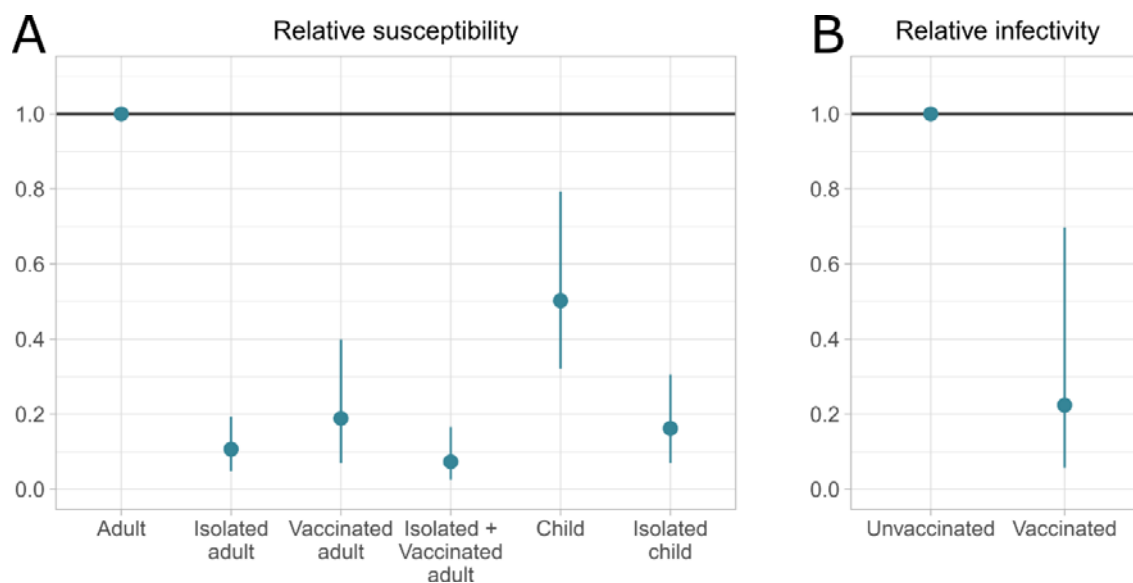 A
Relative susceptibility
1.0
0.8
0.6
0.4
0.2
0.0
Adult
Isolated
adult
Vaccinated
adult
Isolated +
Vaccinated
adult
Child
Isolated
child
B
Relative infectivity
1.0
0.8
0.6
0.4
0.2
0.0
Unvaccinated
Vaccinated